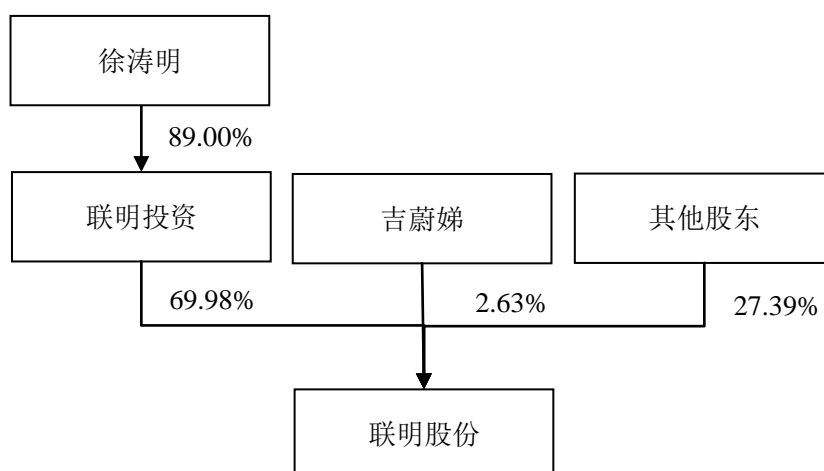 徐涛明
89.00%
联明投资
吉蔚娣
其他股东
69.98%
2.63%
27.39%
联明股份